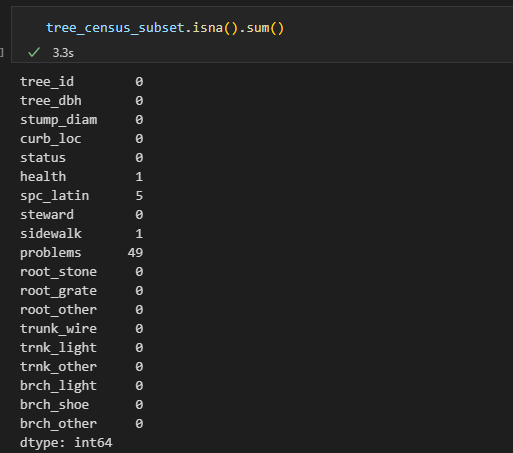 tree_census_subset.isna().sum()
]
✓ 3.3s
tree_id 0
tree_dbh 0
stump_diam 0
curb_loc 0
status 0
health 1
spc_latin 5
steward 0
sidewalk 1
problems 49
root_stone 0
root_grate 0
root_other 0
trunk_wire 0
trnk_light 0
trnk_other 0
brch_light 0
brch_shoe 0
brch_other 0
dtype: int64